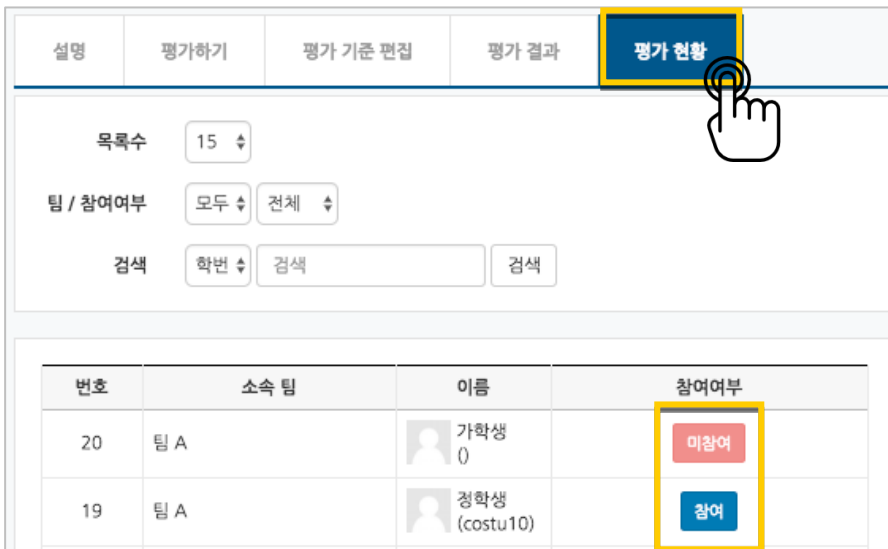 설명 평가하기 평가 기준 편집 평가 결과 평가 현황
목록수 15
팀 / 참여여부 모두 전체
검색 학번 검색 검색
번호 소속 팀 이름 참여여부
20 팀 A 가학생 () 미참여
19 팀 A 정학생 (costu10) 참여